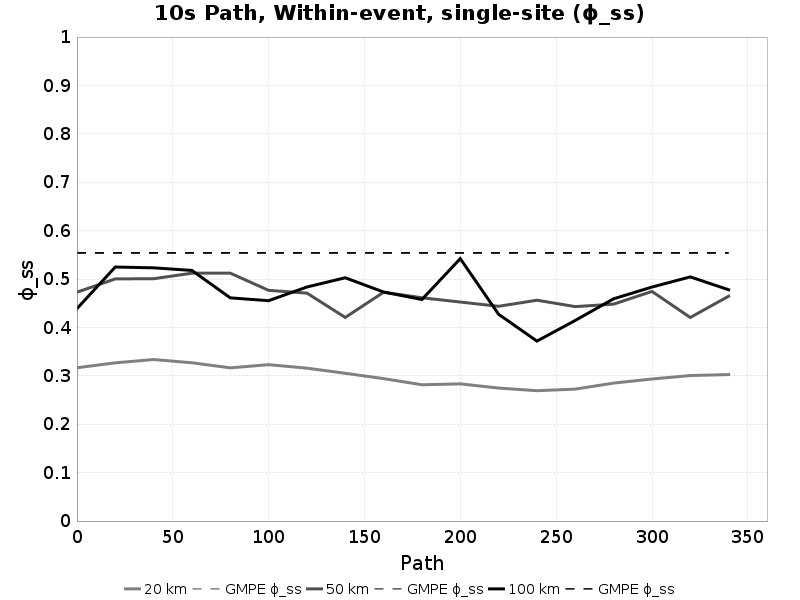 10s Path, Within-event, single-site (ϕ_ss)
1
0.9
0.8
0.7
0.6
0.5
0.4
0.3
0.2
0.1
0
ϕ_ss
0 50 100 150 200 250 300 350
Path
20 km GMPE ϕ_ss 50 km GMPE ϕ_ss 100 km GMPE ϕ_ss